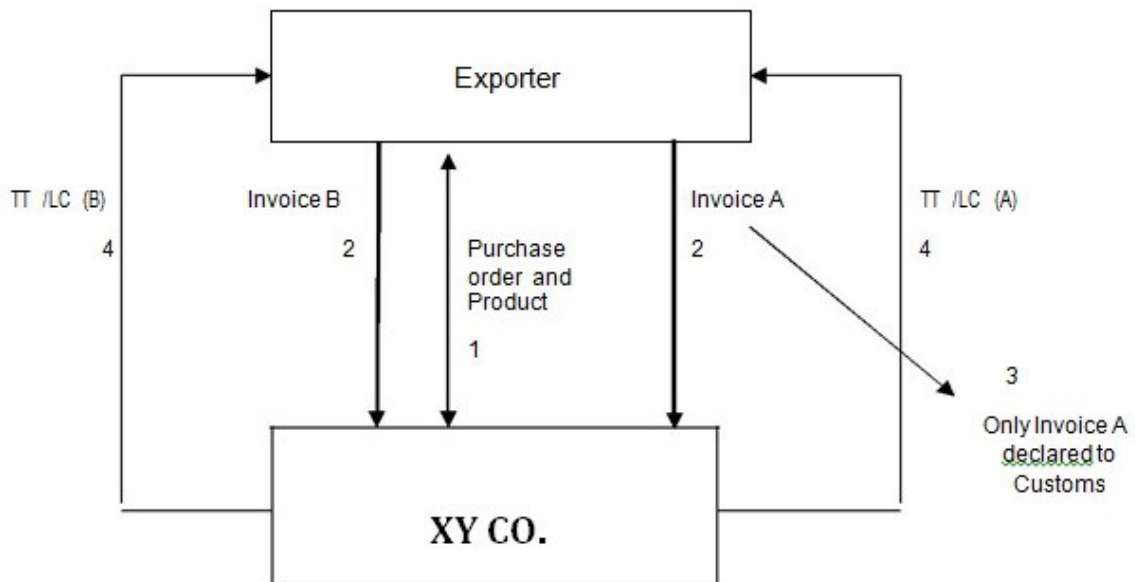 Exporter
TT /LC (B)
4
Invoice B
2
Purchase
order and
Product
1
Invoice A
2
TT /LC (A)
4
3
Only Invoice A
declared to
Customs
XY CO.